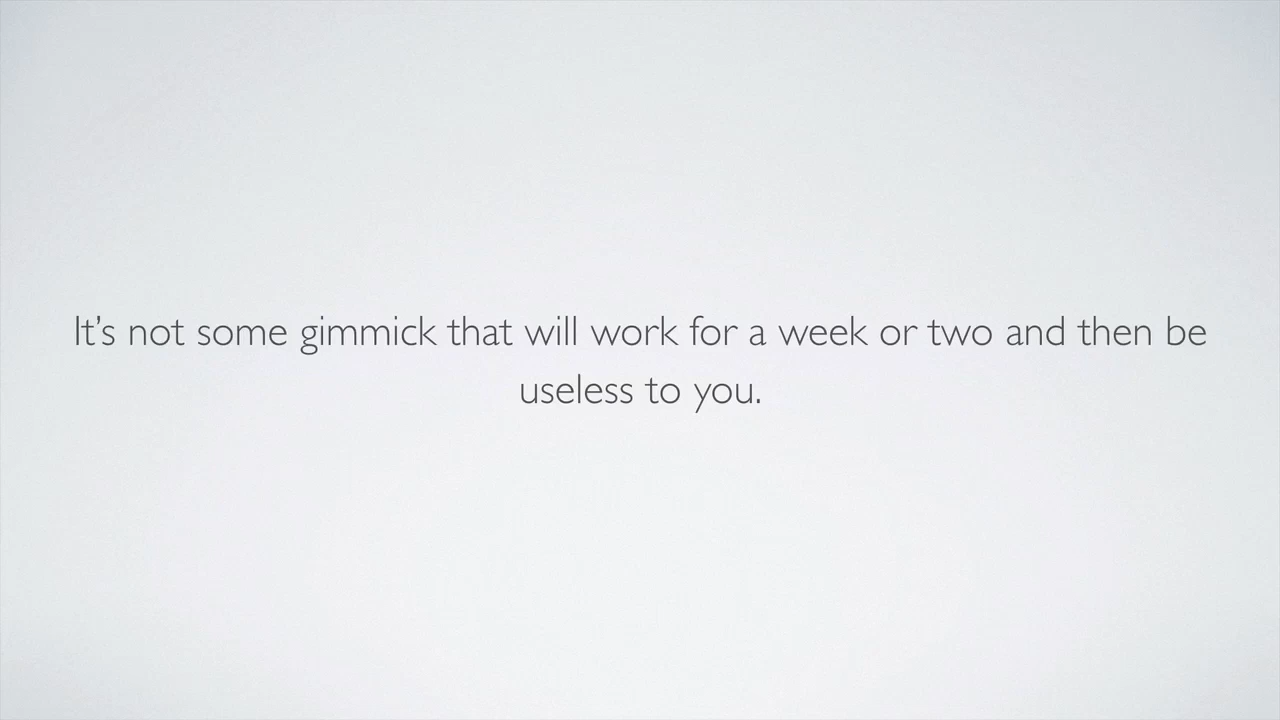 It’s not some gimmick that will work for a week or two and then be
useless to you.